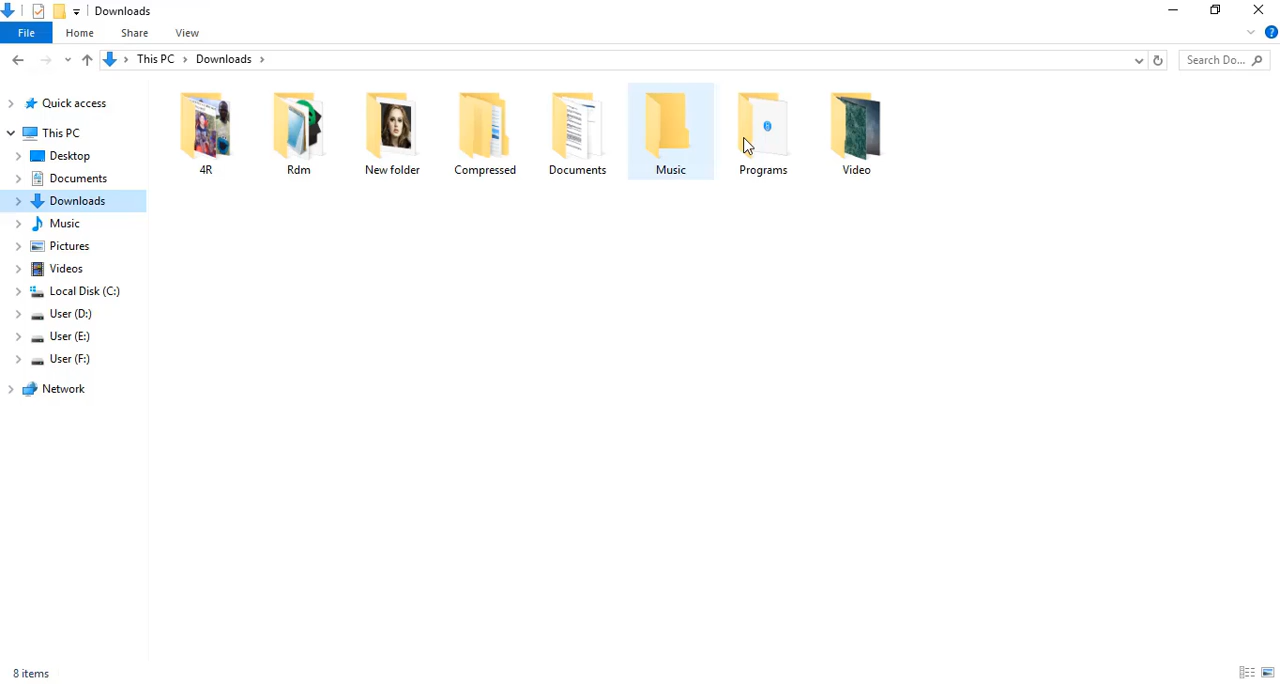 Downloads
File Home Share View
This PC Downloads
Search Do...
Quick access
This PC
Desktop
Documents
Downloads
Music
Pictures
Videos
Local Disk (C:)
User (D:)
User (E:)
User (F:)
Network
4R Rdm New folder Compressed Documents Music Programs Video
8 items